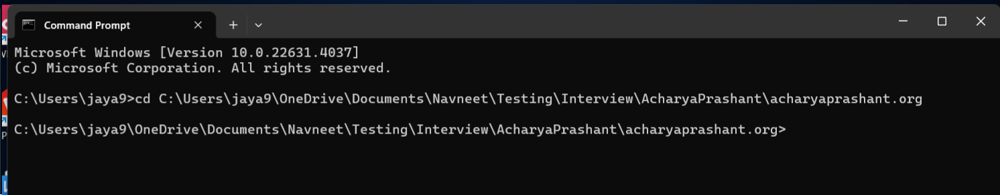 Command Prompt
Microsoft Windows [Version 10.0.22631.4037]
(c) Microsoft Corporation. All rights reserved.
C:\Users\jaya9>cd C:\Users\jaya9\OneDrive\Documents\Navneet\Testing\Interview\AcharyaPrashant\acharyaprashant.org
C:\Users\jaya9\OneDrive\Documents\Navneet\Testing\Interview\AcharyaPrashant\acharyaprashant.org>